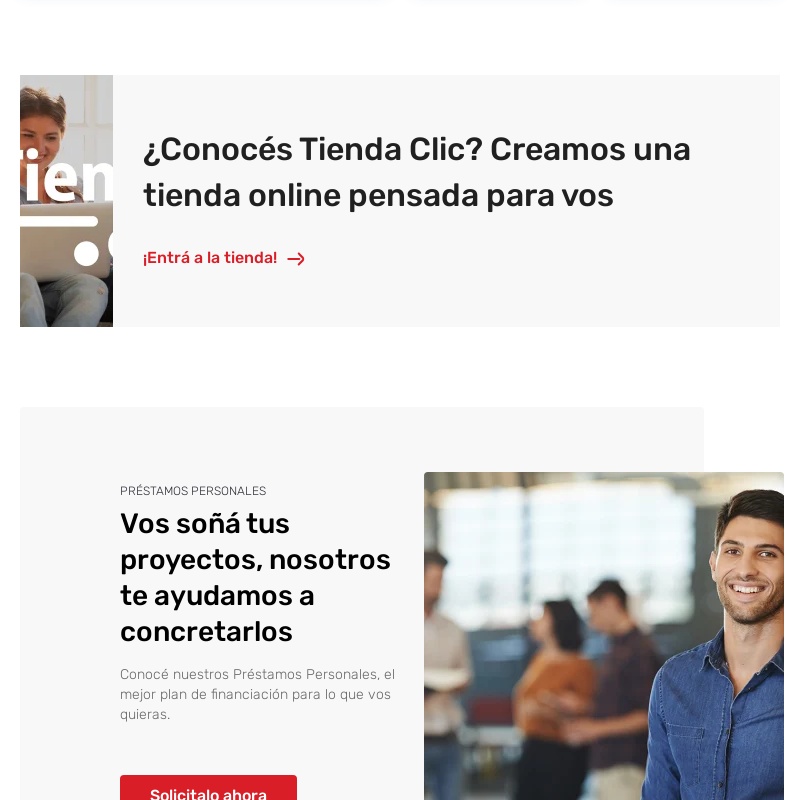 ¿Conocés Tienda Clic? Creamos una
tienda online pensada para vos
¡Entrá a la tienda!
PRÉSTAMOS PERSONALES
Vos soñá tus
proyectos, nosotros
te ayudamos a
concretarlos
Conocé nuestros Préstamos Personales, el
mejor plan de financiación para lo que vos
quieras.
Solicitalo ahora